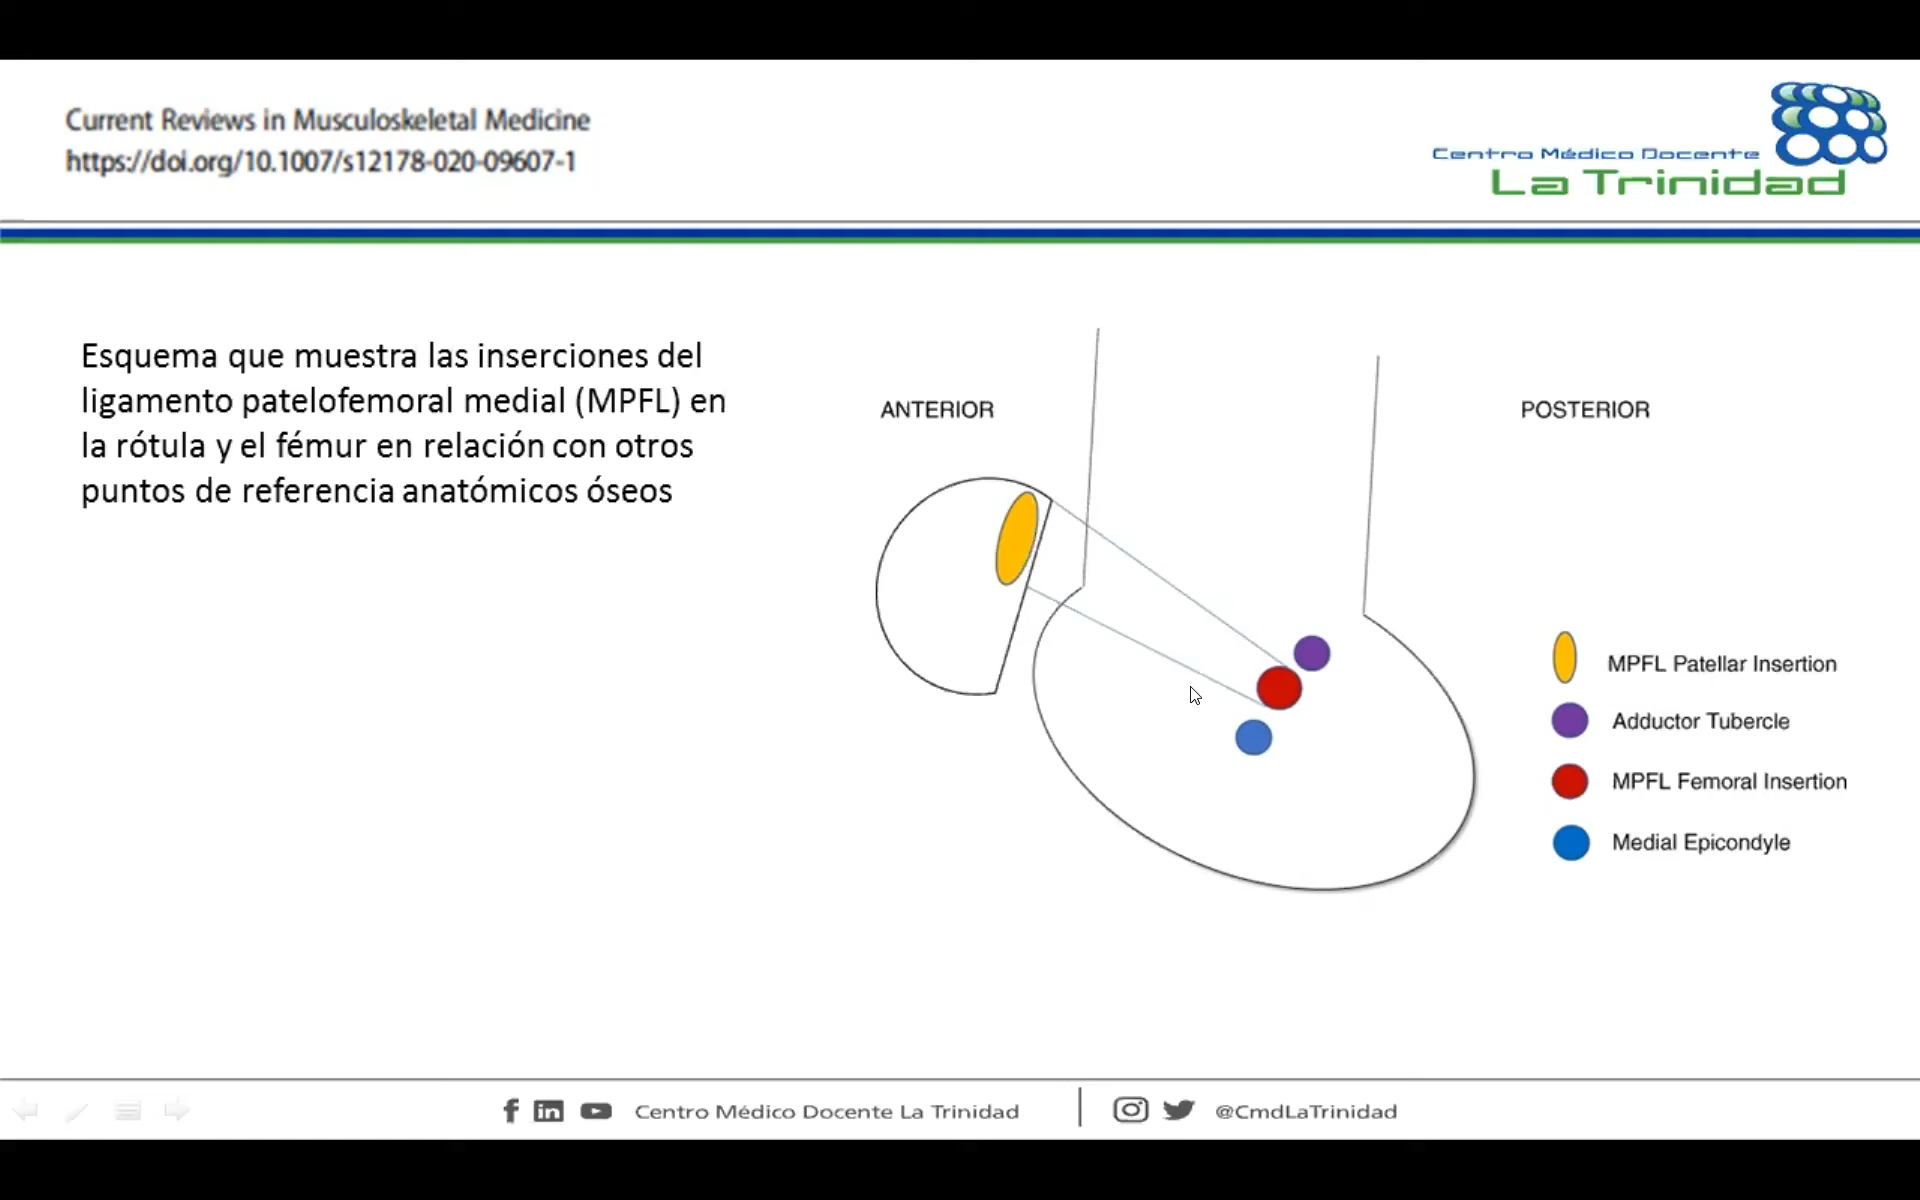 Current Reviews in Musculoskeletal Medicine
https://doi.org/10.1007/s12178-020-09607-1
Centro Médico Docente
La Trinidad
Esquema que muestra las inserciones del
ligamento patelofemoral medial (MPFL) en
la rótula y el fémur en relación con otros
puntos de referencia anatómicos óseos
ANTERIOR
POSTERIOR
MPFL Patellar Insertion
Adductor Tubercle
MPFL Femoral Insertion
Medial Epicondyle
Centro Médico Docente La Trinidad
@CmdLaTrinidad